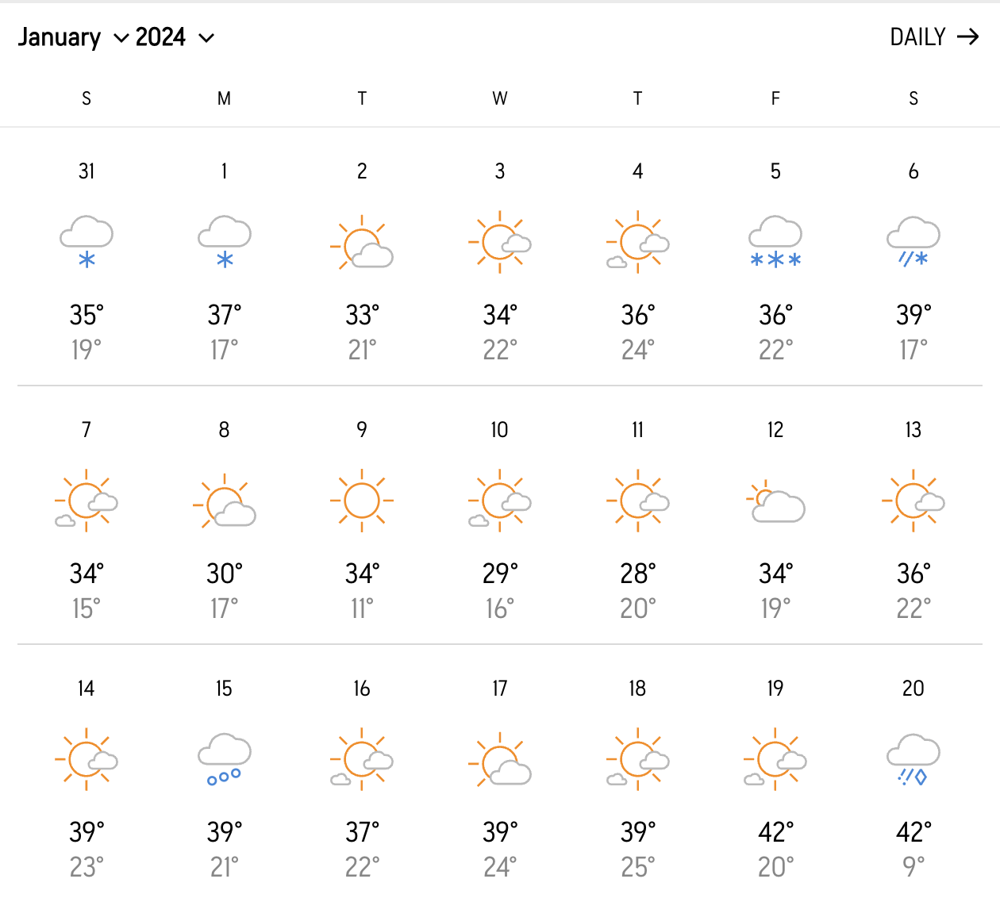 January 2024 DAILY
S M T W T F S
31 1 2 3 4 5 6
35° 37° 33° 34° 36° 36° 39°
19° 17° 21° 22° 24° 22° 17°
7 8 9 10 11 12 13
34° 30° 34° 29° 28° 34° 36°
15° 17° 11° 16° 20° 19° 22°
14 15 16 17 18 19 20
39° 39° 37° 39° 39° 42° 42°
23° 21° 22° 24° 25° 20° 9°